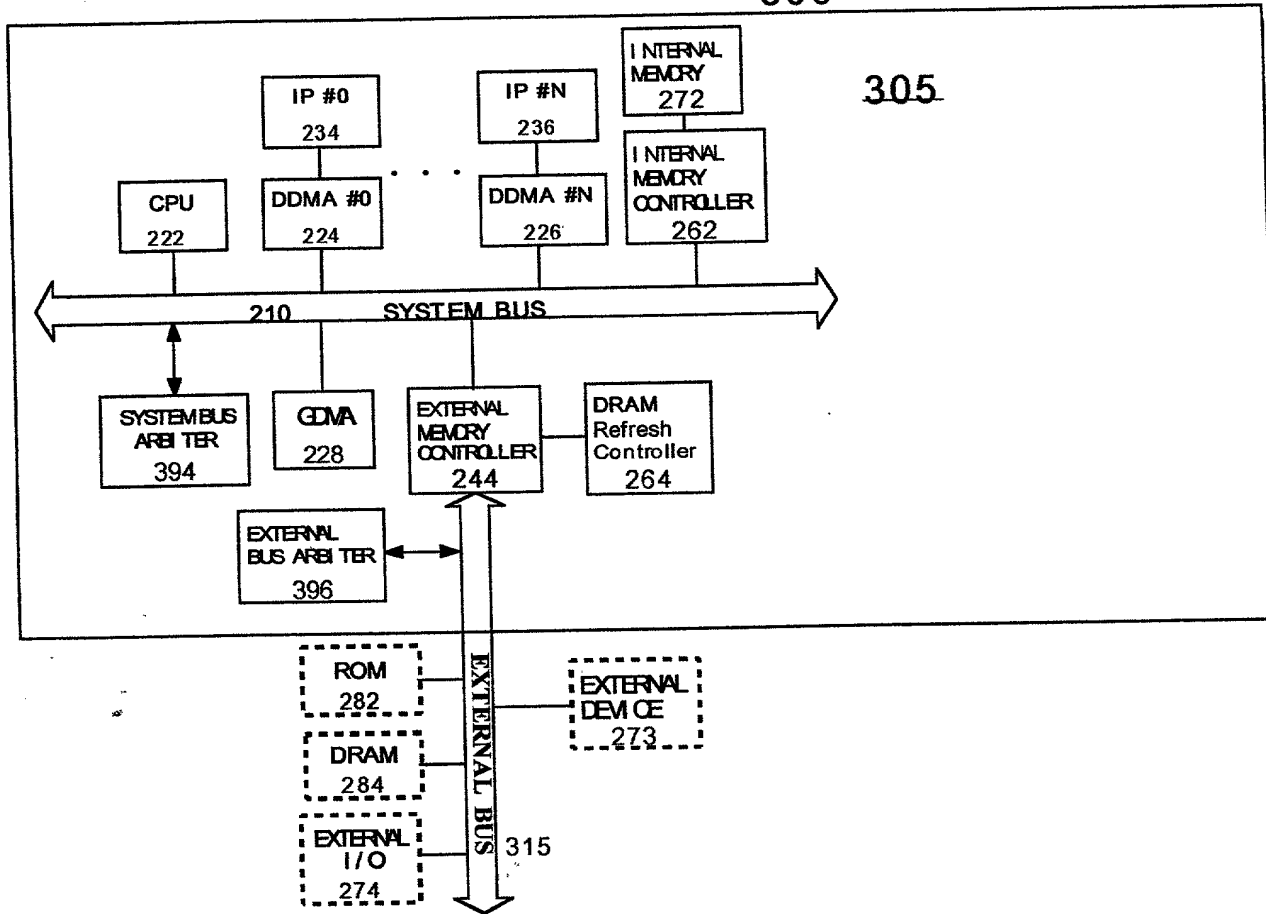 INTERNAL
MEMORY
272
305
IP #0
234
IP #N
236
. . .
INTERNAL
MEMORY
CONTROLLER
262
CPU
222
DDMA #0
224
DDMA #N
226
210 SYSTEM BUS
SYSTEM BUS
ARBITER
394
GDMA
228
EXTERNAL
MEMORY
CONTROLLER
244
DRAM
Refresh
Controller
264
EXTERNAL
BUS ARBITER
396
ROM
282
EXTERNAL
DEVICE
273
DRAM
284
EXTERNAL
I/O
274
EXTERNAL BUS
315